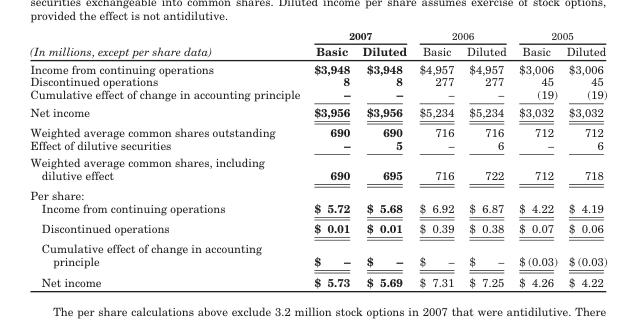 securities exchangeable into common shares. Diluted income per share assumes exercise of stock options,
provided the effect is not antidilutive.
2007 2006 2005
(In millions, except per share data) Basic Diluted Basic Diluted Basic Diluted
Income from continuing operations $3,948 $3,948 $4,957 $4,957 $3,006 $3,006
Discontinued operations 8 8 277 277 45 45
Cumulative effect of change in accounting principle – – – – (19) (19)
Net income $3,956 $3,956 $5,234 $5,234 $3,032 $3,032
Weighted average common shares outstanding 690 690 716 716 712 712
Effect of dilutive securities – 5 – 6 – 6
Weighted average common shares, including
dilutive effect 690 695 716 722 712 718
Per share:
Income from continuing operations $ 5.72 $ 5.68 $ 6.92 $ 6.87 $ 4.22 $ 4.19
Discontinued operations $ 0.01 $ 0.01 $ 0.39 $ 0.38 $ 0.07 $ 0.06
Cumulative effect of change in accounting
principle $ – $ – $ – $ – $ (0.03) $ (0.03)
Net income $ 5.73 $ 5.69 $ 7.31 $ 7.25 $ 4.26 $ 4.22
The per share calculations above exclude 3.2 million stock options in 2007 that were antidilutive. There